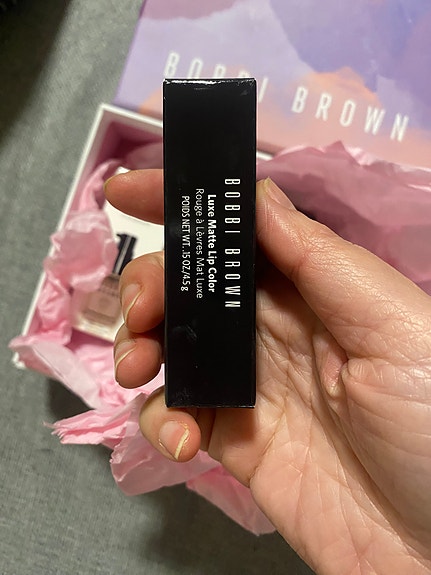 BOBBI BROWN
BOBBI BROWN
Luxe Matte Lip Color
Rouge à Lèvres Mat Luxe
POIDS NET WT. .15 OZ/4.5 g